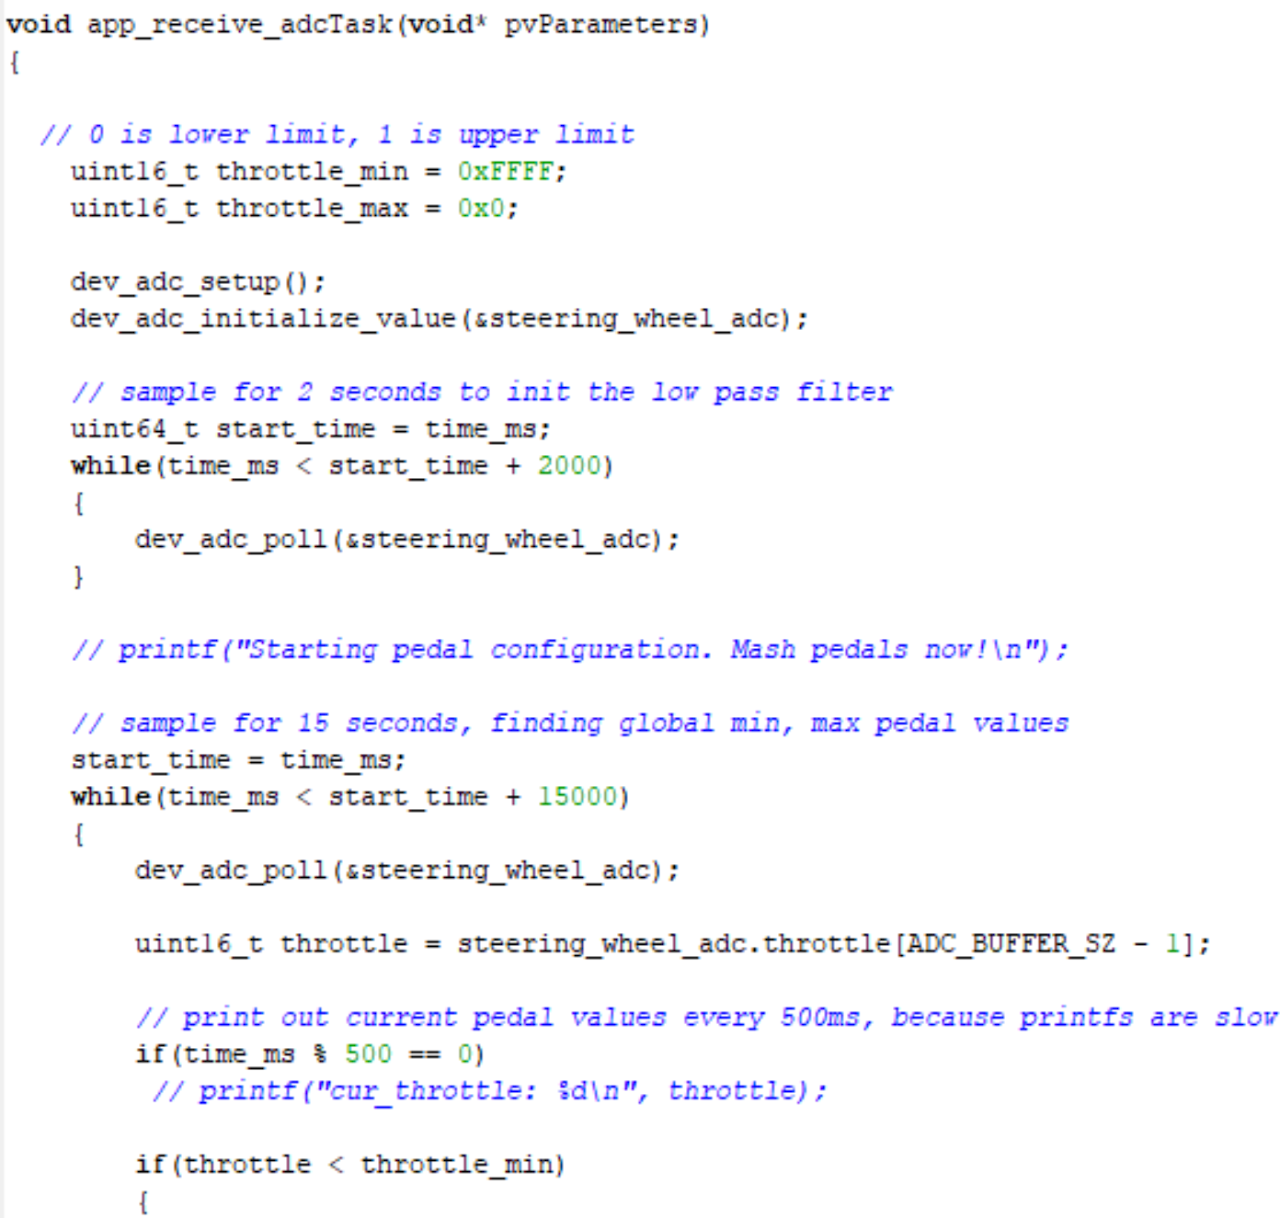 void app_receive_adcTask(void* pvParameters)
{
// 0 is lower limit, 1 is upper limit
uint16_t throttle_min = 0xFFFF;
uint16_t throttle_max = 0x0;
dev_adc_setup();
dev_adc_initialize_value(&steering_wheel_adc);
// sample for 2 seconds to init the low pass filter
uint64_t start_time = time_ms;
while(time_ms < start_time + 2000)
{
dev_adc_poll(&steering_wheel_adc);
}
// printf("Starting pedal configuration. Mash pedals now!\n");
// sample for 15 seconds, finding global min, max pedal values
start_time = time_ms;
while(time_ms < start_time + 15000)
{
dev_adc_poll(&steering_wheel_adc);
uint16_t throttle = steering_wheel_adc.throttle[ADC_BUFFER_SZ - 1];
// print out current pedal values every 500ms, because printfs are slow
if(time_ms % 500 == 0)
// printf("cur_throttle: %d\n", throttle);
if(throttle < throttle_min)
{